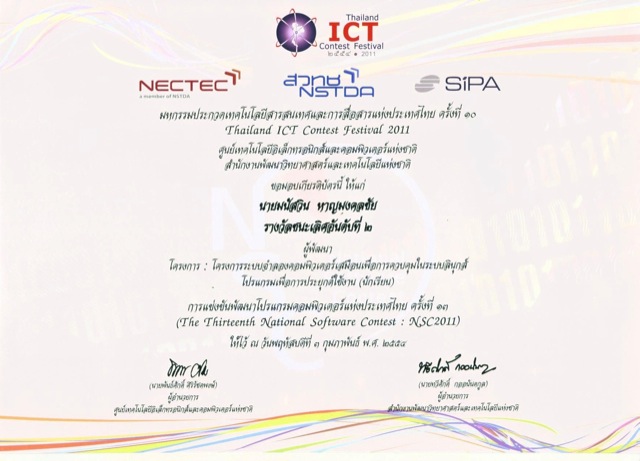 Thailand
ICT
Contest Festival
๒๕๕๔ • 2011
NECTEC
a member of NSTDA
สวทช
NSTDA
SiPA
มหกรรมประกวดเทคโนโลยีสารสนเทศและการสื่อสารแห่งประเทศไทย ครั้งที่ ๑๐
Thailand ICT Contest Festival 2011
ศูนย์เทคโนโลยีอิเล็กทรอนิกส์และคอมพิวเตอร์แห่งชาติ
สำนักงานพัฒนาวิทยาศาสตร์และเทคโนโลยีแห่งชาติ
ขอมอบเกียรติบัตรนี้ ให้แก่
นายมนัสวิน หาญมงคลชัย
รางวัลชนะเลิศอันดับที่ ๒
ผู้พัฒนา
โครงการ : โครงการระบบจำลองคอมพิวเตอร์เสมือนเพื่อการควบคุมในระบบลินุกส์
โปรแกรมเพื่อการประยุกต์ใช้งาน (นักเรียน)
การแข่งขันพัฒนาโปรแกรมคอมพิวเตอร์แห่งประเทศไทย ครั้งที่ ๑๓
(The Thirteenth National Software Contest : NSC2011)
ให้ไว้ ณ วันพฤหัสบดีที่ ๓ กุมภาพันธ์ พ.ศ. ๒๕๕๔
(นายพันธ์ศักดิ์ ศิริรัชตพงษ์)
ผู้อำนวยการ
ศูนย์เทคโนโลยีอิเล็กทรอนิกส์และคอมพิวเตอร์แห่งชาติ
(นายทวีศักดิ์ กออนันตกูล)
ผู้อำนวยการ
สำนักงานพัฒนาวิทยาศาสตร์และเทคโนโลยีแห่งชาติ